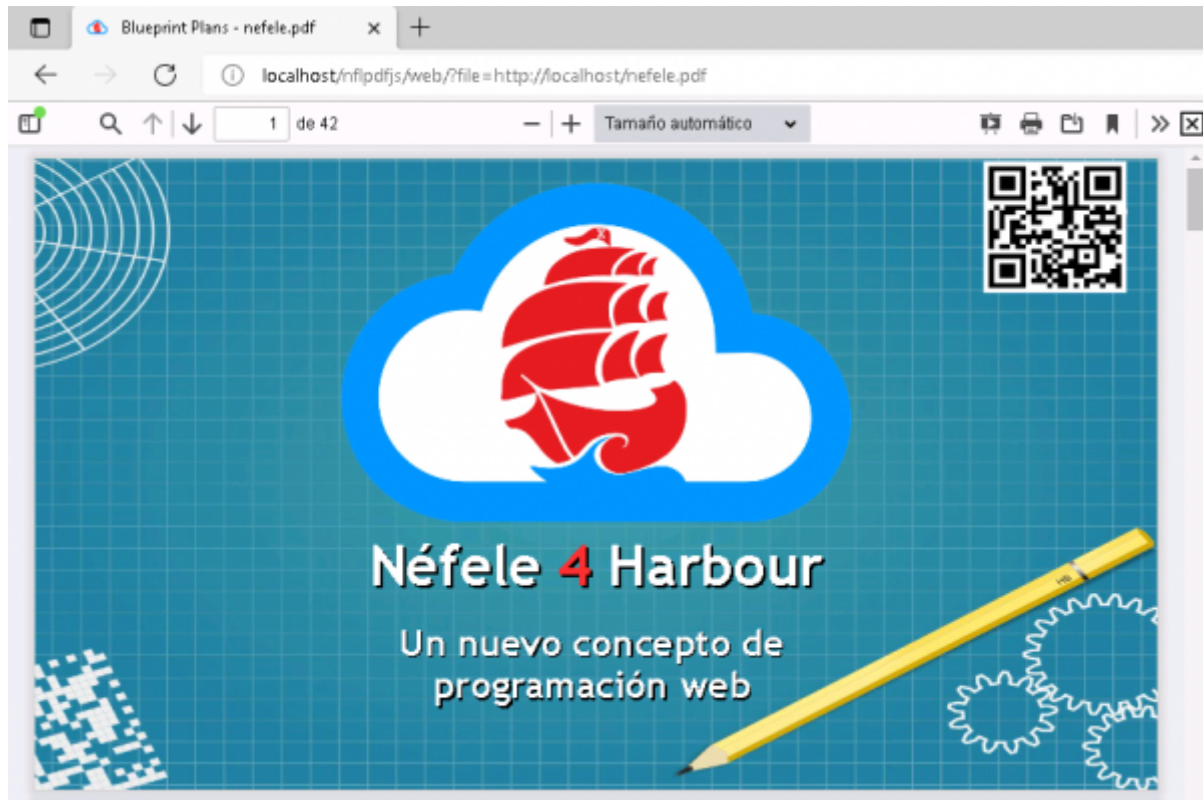 Blueprint Plans - nefele.pdf
localhost/nflpdfjs/web/?file=http://localhost/nefele.pdf
1 de 42
Tamaño automático
Néfele 4 Harbour
Un nuevo concepto de
programación web
HB